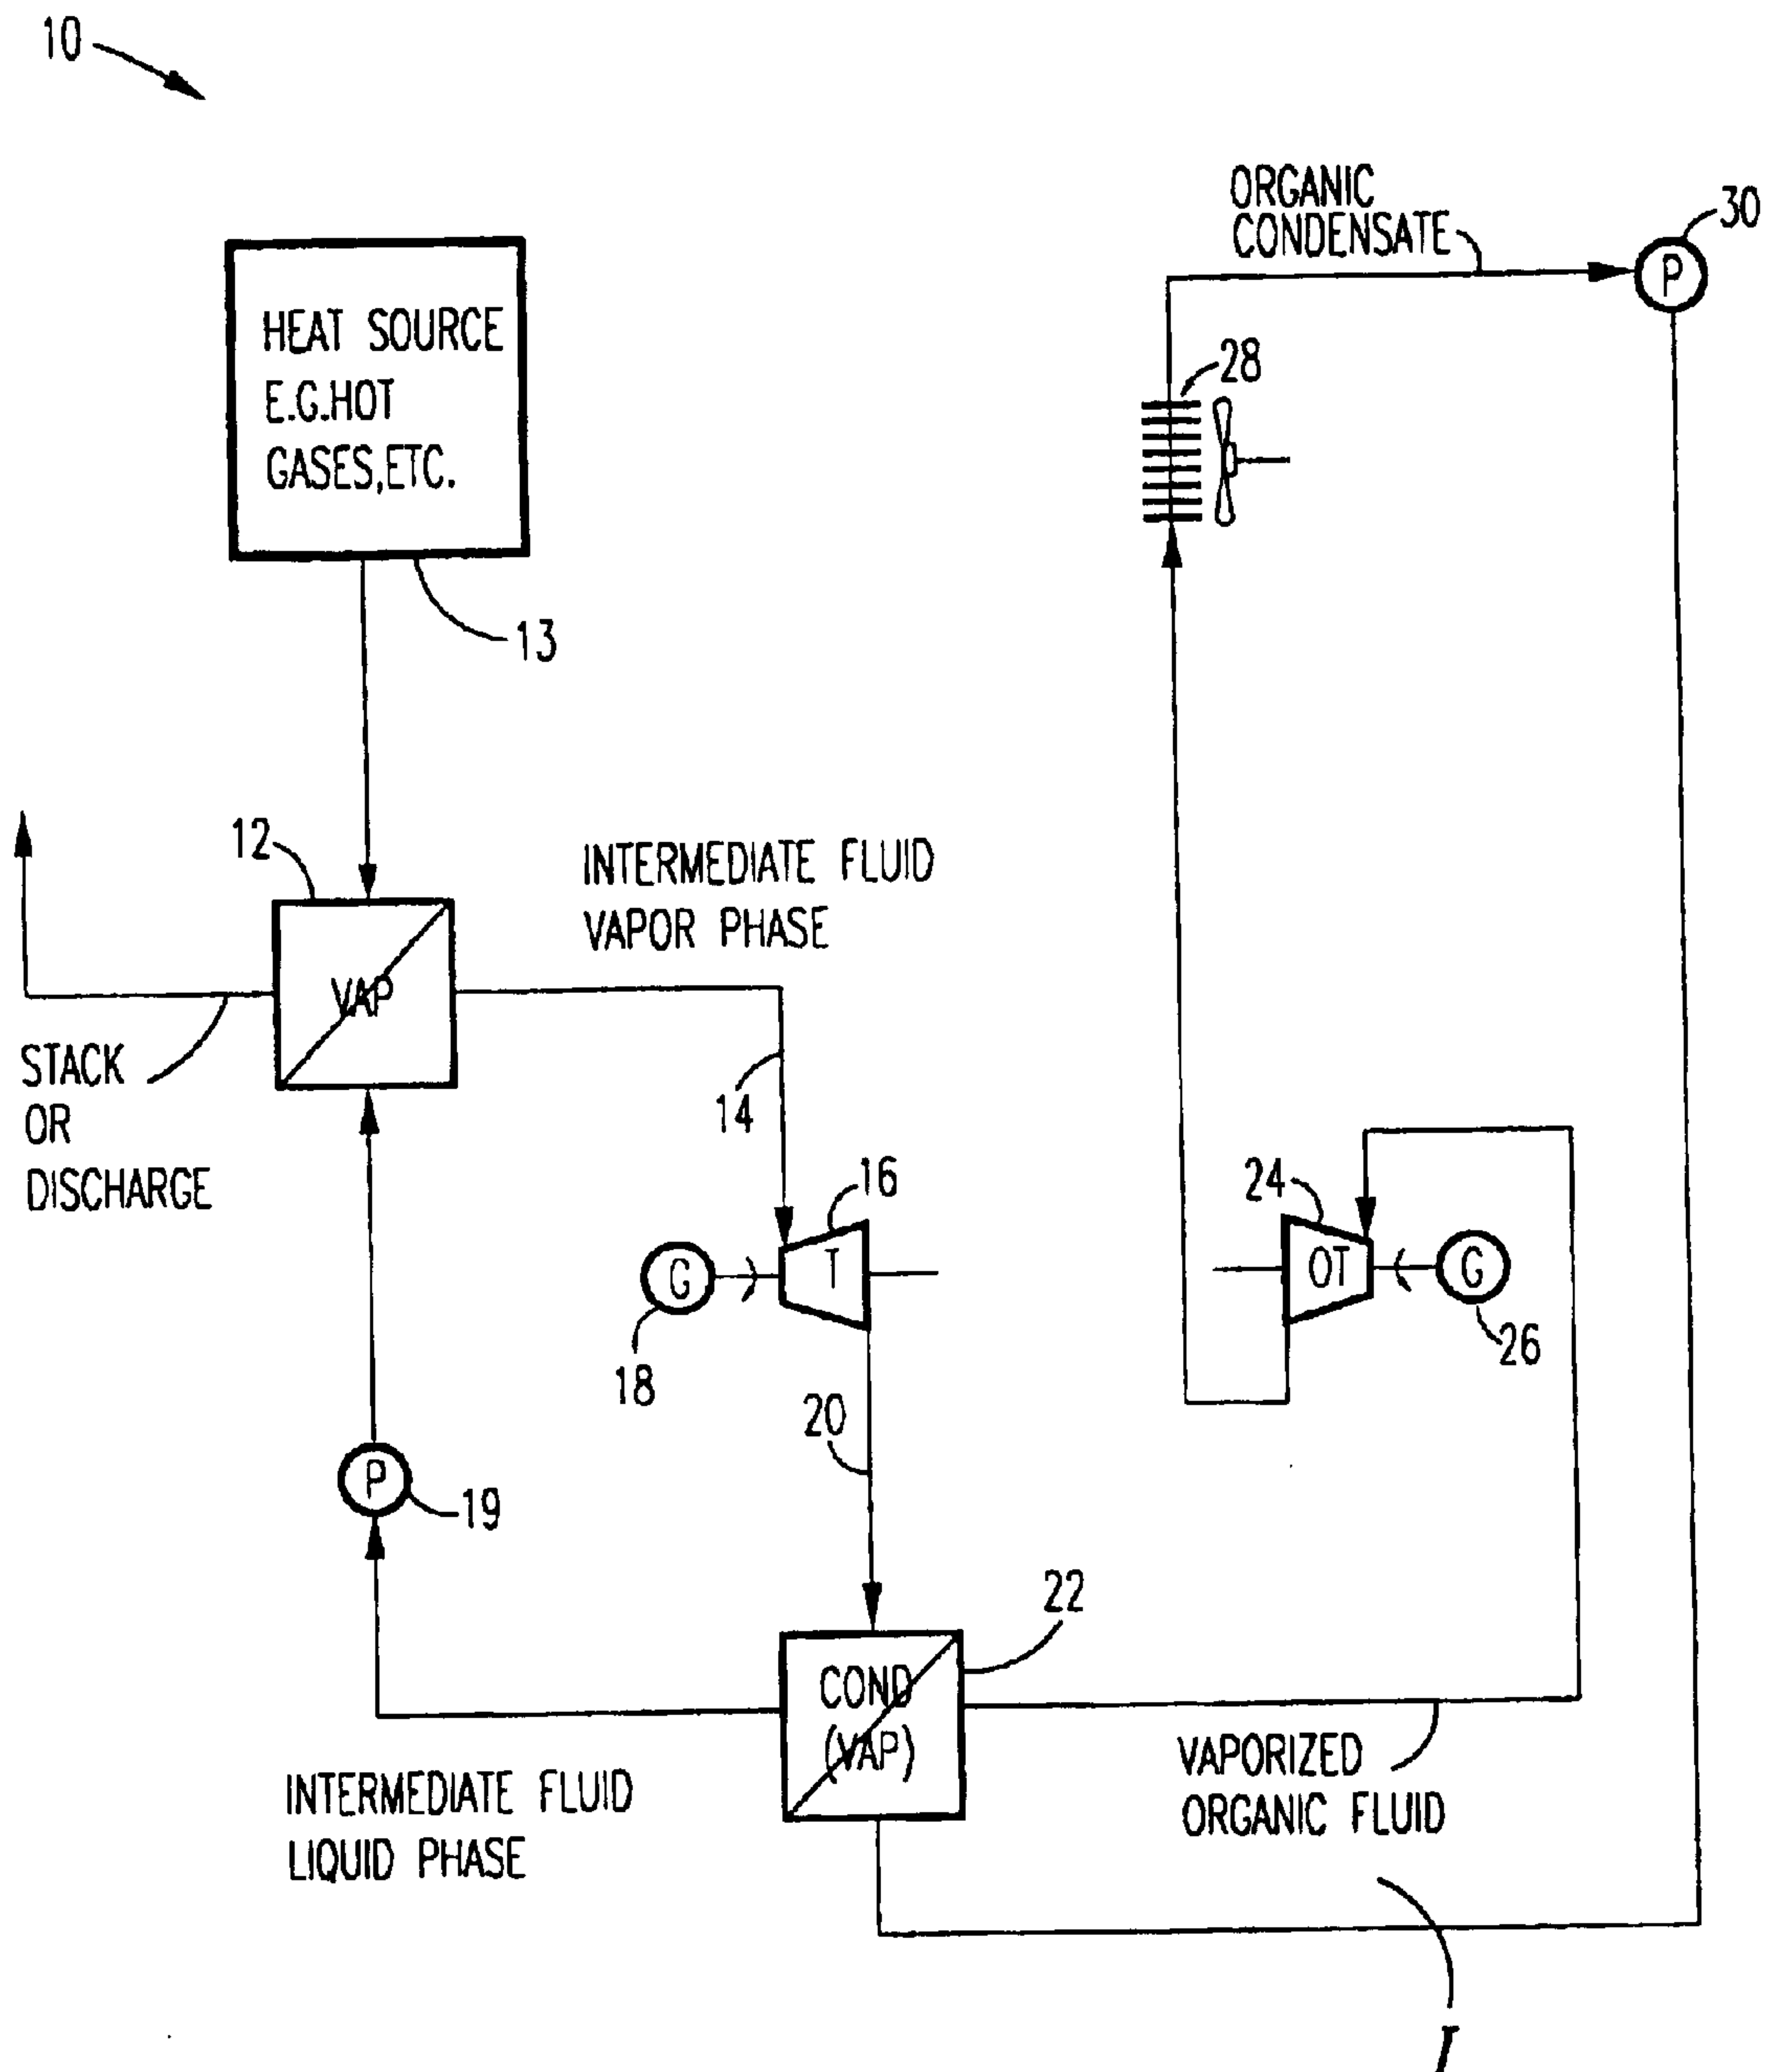 10
ORGANIC
CONDENSATE
30
P
HEAT SOURCE
E.G.HOT
GASES,ETC.
28
13
12
INTERMEDIATE FLUID
VAPOR PHASE
VAP
STACK
OR
DISCHARGE
14
16
24
G
T
OT
G
18
26
20
P
19
22
COND
(VAP)
INTERMEDIATE FLUID
LIQUID PHASE
VAPORIZED
ORGANIC FLUID